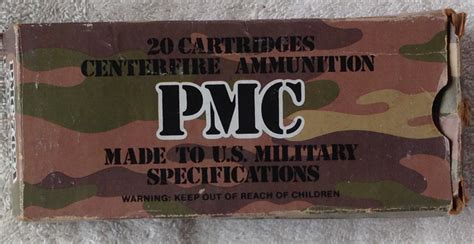 20 CARTRIDGES
CENTERFIRE AMMUNITION
PMC
MADE TO U.S. MILITARY
SPECIFICATIONS
WARNING: KEEP OUT OF REACH OF CHILDREN